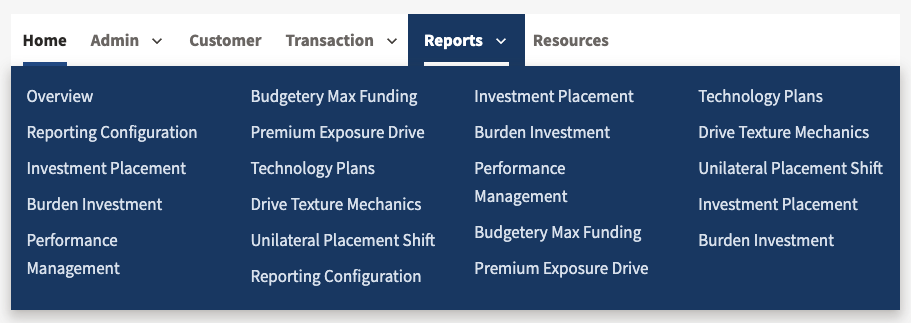 Home Admin Customer Transaction Reports Resources
Overview
Reporting Configuration
Investment Placement
Burden Investment
Performance
Management
Budgetery Max Funding
Premium Exposure Drive
Technology Plans
Drive Texture Mechanics
Unilateral Placement Shift
Reporting Configuration
Investment Placement
Burden Investment
Performance
Management
Budgetery Max Funding
Premium Exposure Drive
Technology Plans
Drive Texture Mechanics
Unilateral Placement Shift
Investment Placement
Burden Investment